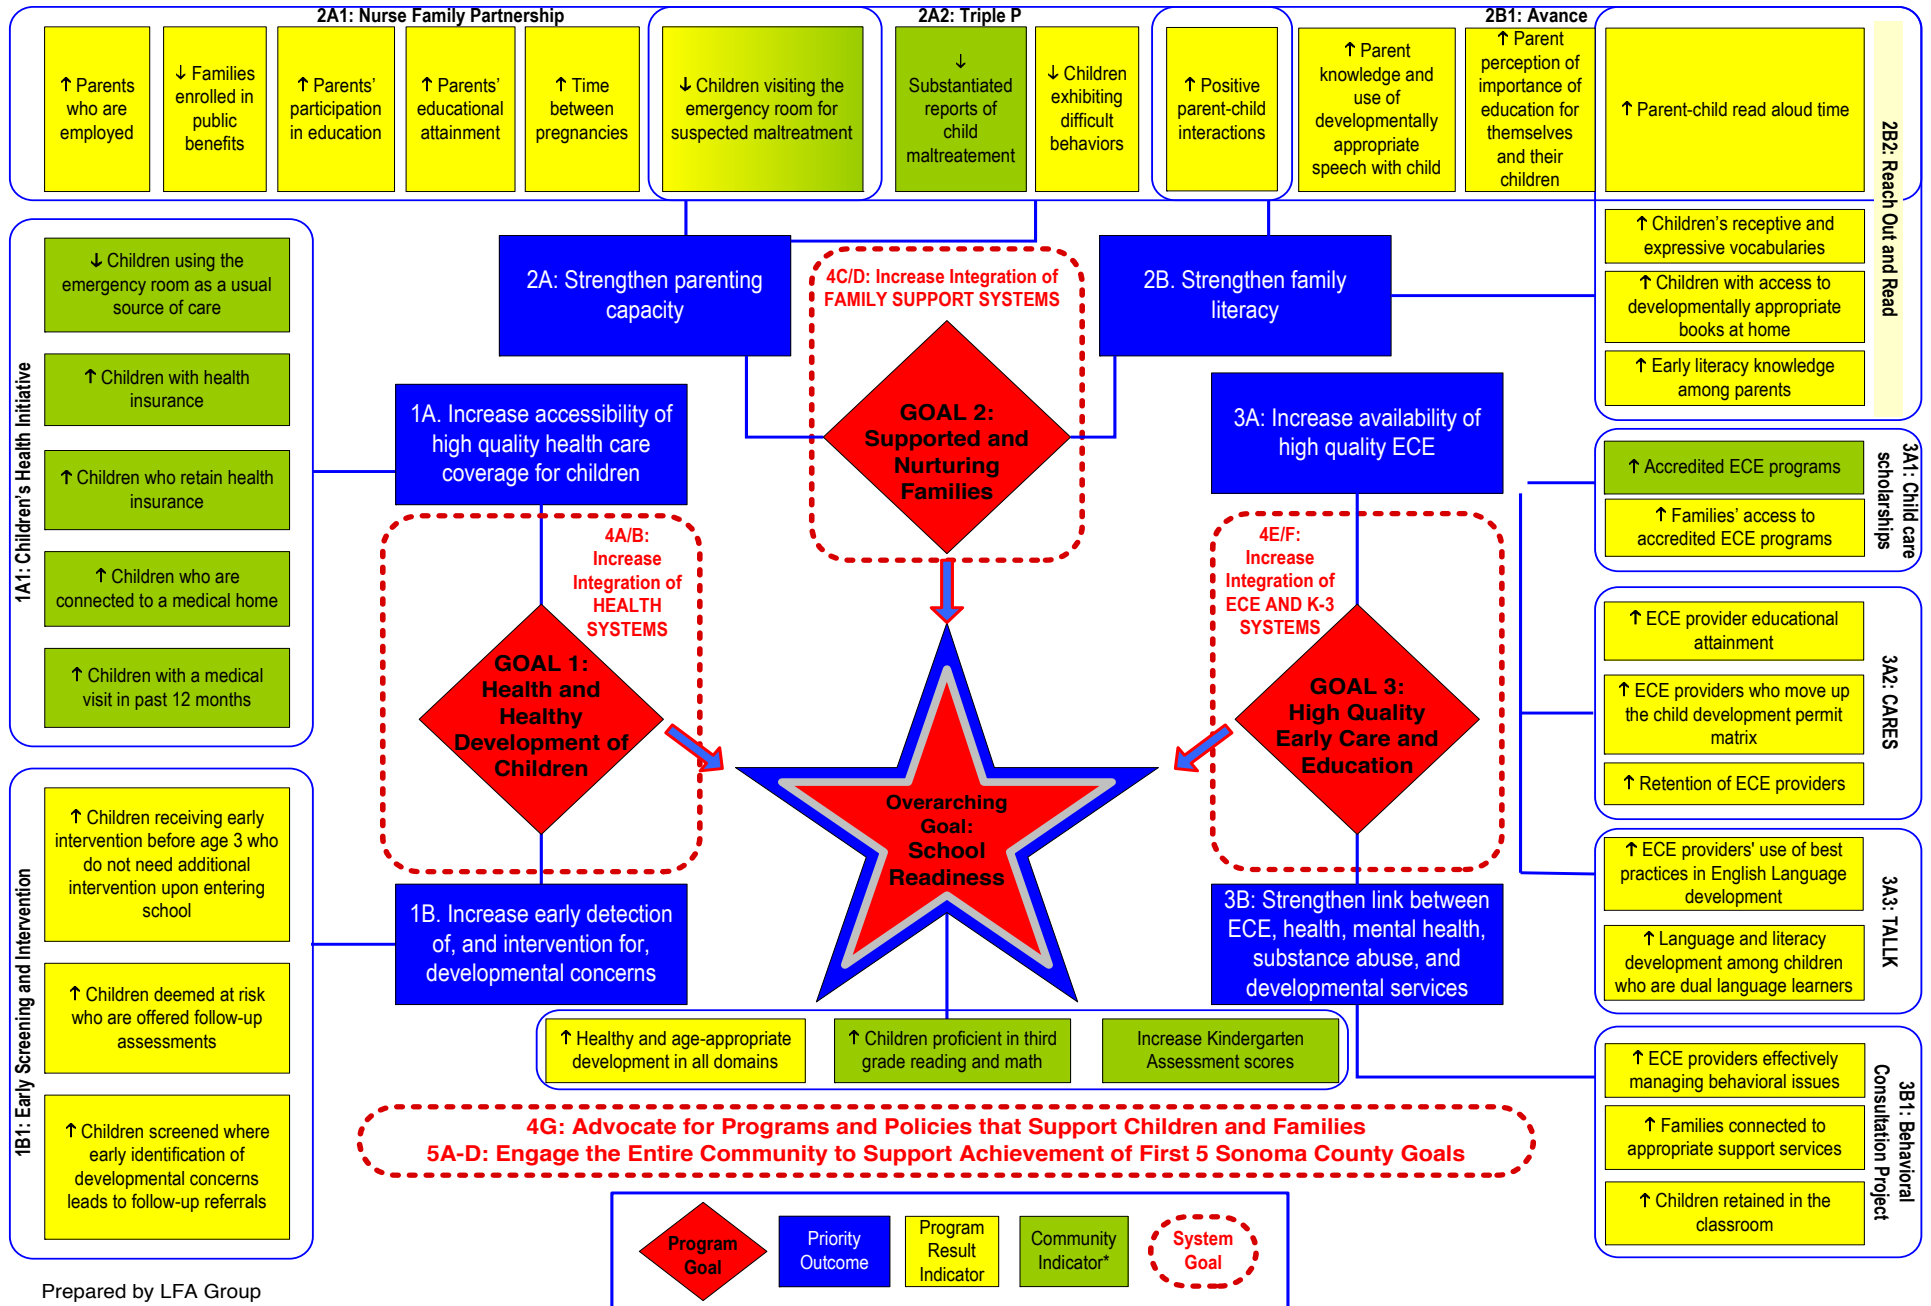 2A1: Nurse Family Partnership
2A2: Triple P
2B1: Avance
↑ Parents
who are
employed
↓ Families
enrolled in
public
benefits
↑ Parents’
participation
in education
↑ Parents’
educational
attainment
↑ Time
between
pregnancies
↓ Children visiting the
emergency room for
suspected maltreatment
↓
Substantiated
reports of
child
maltreatement
↓ Children
exhibiting
difficult
behaviors
↑ Positive
parent-child
interactions
↑ Parent
knowledge and
use of
developmentally
appropriate
speech with child
↑ Parent
perception of
importance of
education for
themselves
and their
children
↑ Parent-child read aloud time
2B2: Reach Out and Read
↑ Children’s receptive and
expressive vocabularies
↑ Children with access to
developmentally appropriate
books at home
↑ Early literacy knowledge
among parents
1A1: Children’s Health Initiative
↓ Children using the
emergency room as a usual
source of care
↑ Children with health
insurance
↑ Children who retain health
insurance
↑ Children who are
connected to a medical home
↑ Children with a medical
visit in past 12 months
2A: Strengthen parenting
capacity
4C/D: Increase Integration of
FAMILY SUPPORT SYSTEMS
2B. Strengthen family
literacy
GOAL 2:
Supported and
Nurturing
Families
1A. Increase accessibility of
high quality health care
coverage for children
3A: Increase availability of
high quality ECE
4A/B:
Increase
Integration of
HEALTH
SYSTEMS
GOAL 1:
Health and
Healthy
Development of
Children
4E/F:
Increase
Integration of
ECE AND K-3
SYSTEMS
GOAL 3:
High Quality
Early Care and
Education
Overarching
Goal:
School
Readiness
3A1: Child care
scholarships
↑ Accredited ECE programs
↑ Families’ access to
accredited ECE programs
3A2: CARES
↑ ECE provider educational
attainment
↑ ECE providers who move up
the child development permit
matrix
↑ Retention of ECE providers
3A3: TALK
↑ ECE providers' use of best
practices in English Language
development
↑ Language and literacy
development among children
who are dual language learners
1B1: Early Screening and Intervention
↑ Children receiving early
intervention before age 3 who
do not need additional
intervention upon entering
school
↑ Children deemed at risk
who are offered follow-up
assessments
↑ Children screened where
early identification of
developmental concerns
leads to follow-up referrals
1B. Increase early detection
of, and intervention for,
developmental concerns
3B: Strengthen link between
ECE, health, mental health,
substance abuse, and
developmental services
↑ Healthy and age-appropriate
development in all domains
↑ Children proficient in third
grade reading and math
Increase Kindergarten
Assessment scores
3B1: Behavioral
Consultation Project
↑ ECE providers effectively
managing behavioral issues
↑ Families connected to
appropriate support services
↑ Children retained in the
classroom
4G: Advocate for Programs and Policies that Support Children and Families
5A-D: Engage the Entire Community to Support Achievement of First 5 Sonoma County Goals
Program
Goal
Priority
Outcome
Program
Result
Indicator
Community
Indicator*
System
Goal
Prepared by LFA Group